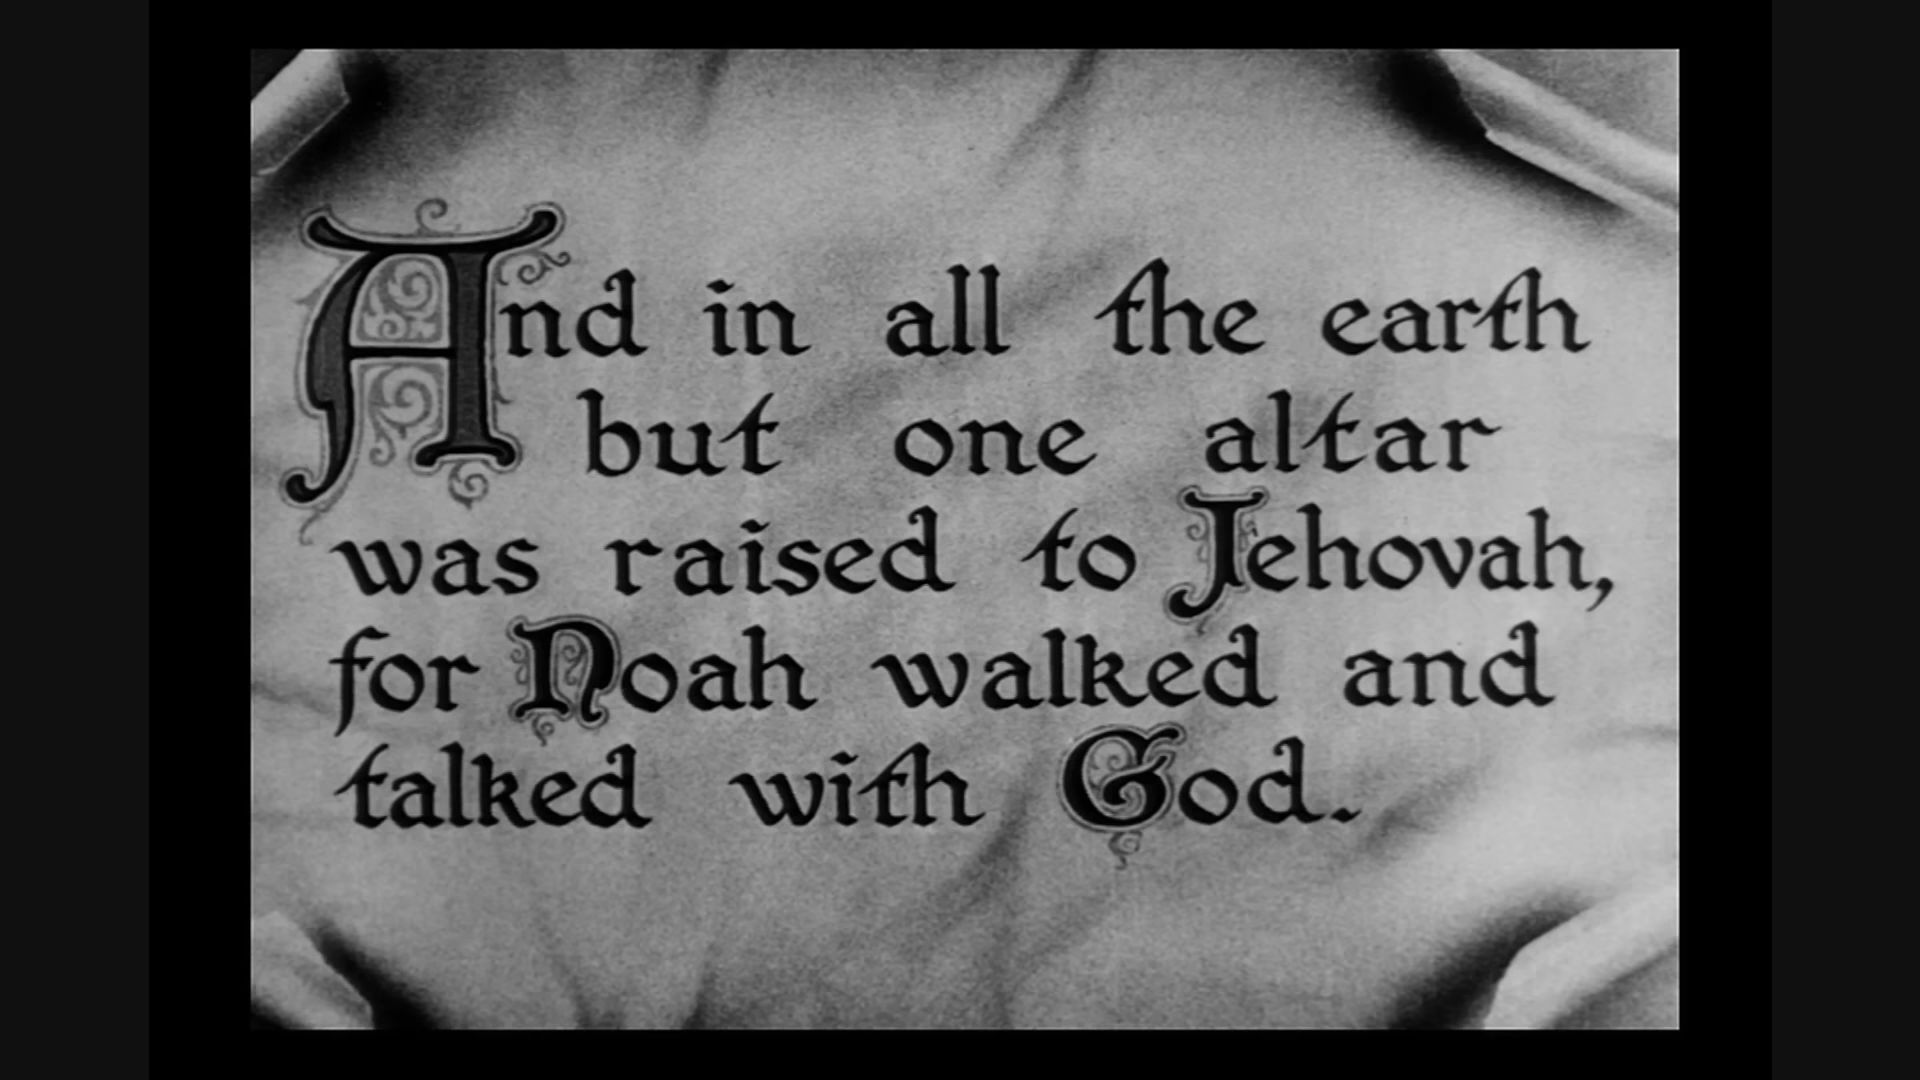 And in all the earth
but one altar
was raised to Jehovah,
for Noah walked and
talked with God.